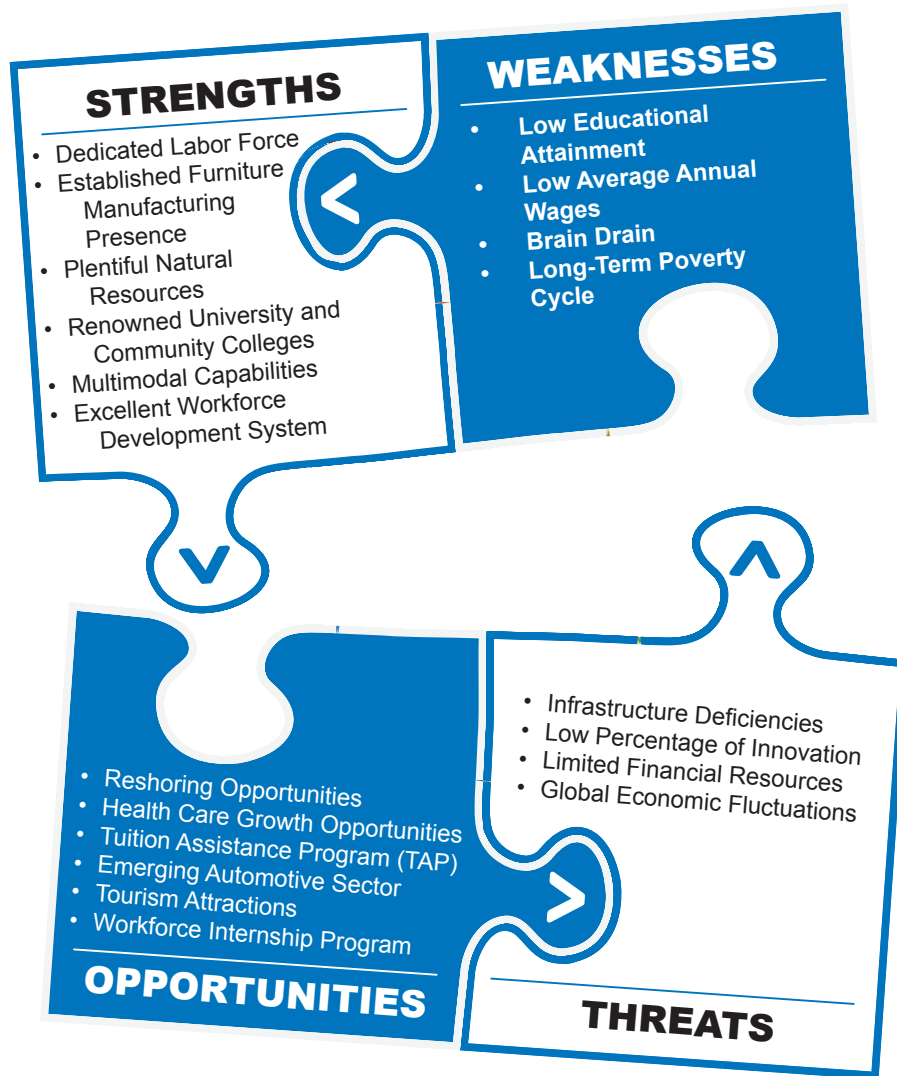 STRENGTHS
• Dedicated Labor Force
• Established Furniture
Manufacturing
Presence
• Plentiful Natural
Resources
• Renowned University and
Community Colleges
• Multimodal Capabilities
• Excellent Workforce
Development System
WEAKNESSES
• Low Educational
Attainment
• Low Average Annual
Wages
• Brain Drain
• Long-Term Poverty
Cycle
• Reshoring Opportunities
• Health Care Growth Opportunities
• Tuition Assistance Program (TAP)
• Emerging Automotive Sector
• Tourism Attractions
• Workforce Internship Program
OPPORTUNITIES
• Infrastructure Deficiencies
• Low Percentage of Innovation
• Limited Financial Resources
• Global Economic Fluctuations
THREATS